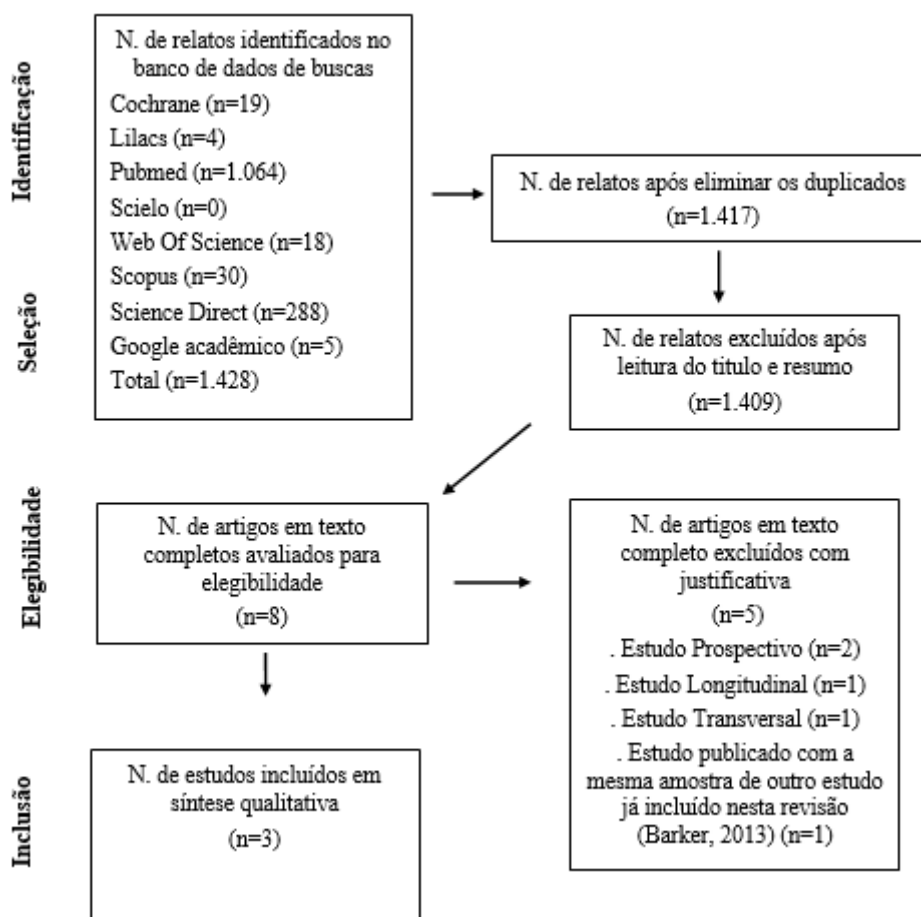 Identificação
N. de relatos identificados no
banco de dados de buscas
Cochrane (n=19)
Lilacs (n=4)
Pubmed (n=1.064)
Scielo (n=0)
Web Of Science (n=18)
Scopus (n=30)
Science Direct (n=288)
Google acadêmico (n=5)
Total (n=1.428)
N. de relatos após eliminar os duplicados
(n=1.417)
Seleção
N. de relatos excluídos após
leitura do titulo e resumo
(n=1.409)
Elegibilidade
N. de artigos em texto
completos avaliados para
elegibilidade
(n=8)
N. de artigos em texto
completo excluídos com
justificativa
(n=5)
. Estudo Prospectivo (n=2)
. Estudo Longitudinal (n=1)
. Estudo Transversal (n=1)
. Estudo publicado com a
mesma amostra de outro estudo
já incluído nesta revisão
(Barker, 2013) (n=1)
Inclusão
N. de estudos incluídos em
síntese qualitativa
(n=3)